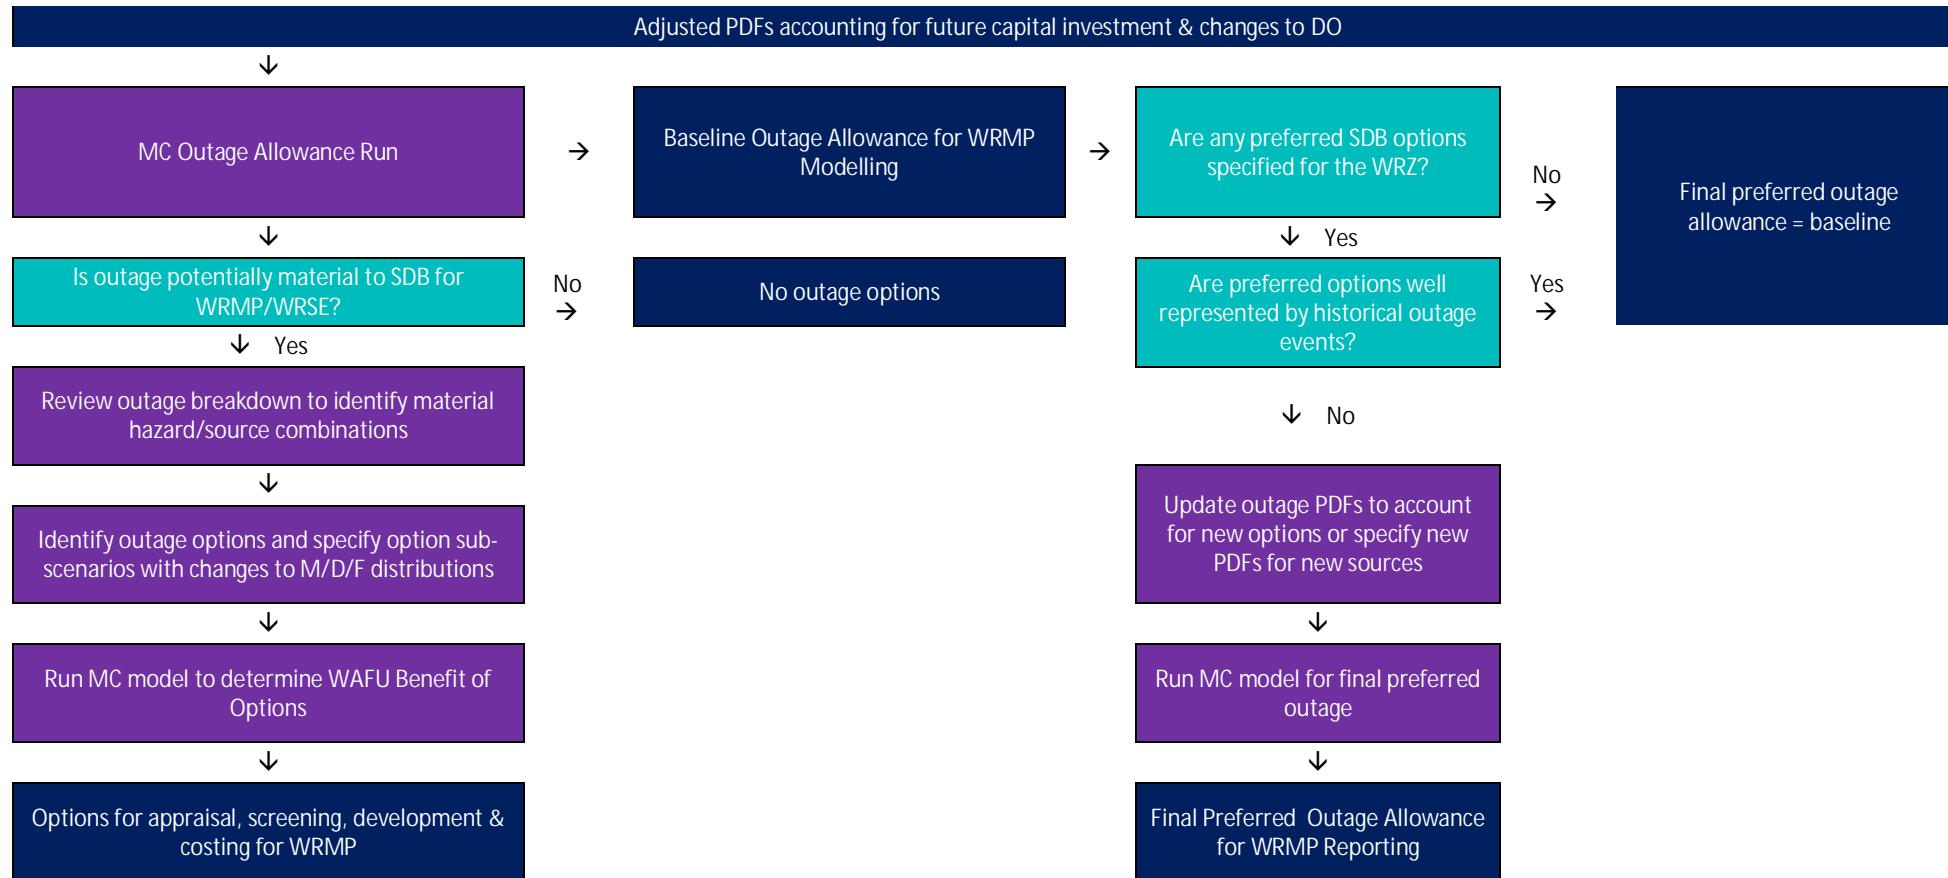 Adjusted PDFs accounting for future capital investment & changes to DO
↓
MC Outage Allowance Run
→
Baseline Outage Allowance for WRMP
Modelling
→
Are any preferred SDB options
specified for the WRZ?
No
→
Final preferred outage
allowance = baseline
↓
↓ Yes
Is outage potentially material to SDB for
WRMP/WRSE?
No
→
No outage options
Are preferred options well
represented by historical outage
events?
Yes
→
↓ Yes
Review outage breakdown to identify material
hazard/source combinations
↓ No
↓
Identify outage options and specify option sub-
scenarios with changes to M/D/F distributions
Update outage PDFs to account
for new options or specify new
PDFs for new sources
↓
↓
Run MC model to determine WAFU Benefit of
Options
Run MC model for final preferred
outage
↓
↓
Options for appraisal, screening, development &
costing for WRMP
Final Preferred Outage Allowance
for WRMP Reporting